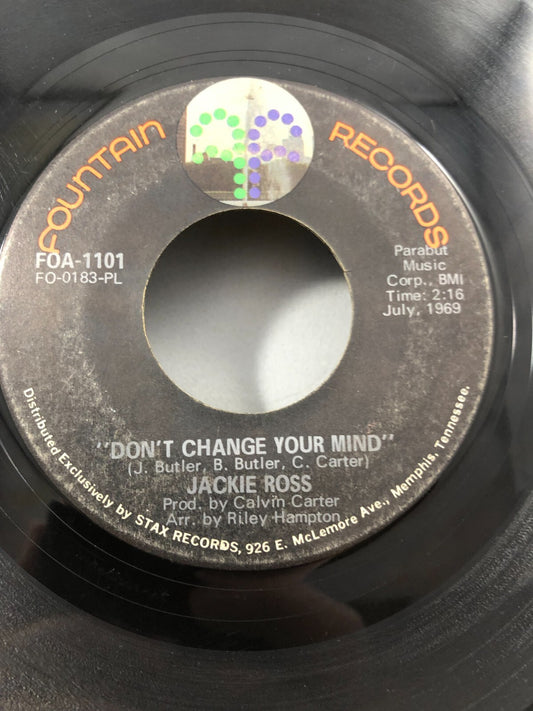 FOUNTAIN RECORDS
FOA-1101
FO-0183-PL
Parabut
Music
Corp., BMI
Time: 2:16
July, 1969
"DON'T CHANGE YOUR MIND"
(J. Butler, B. Butler, C. Carter)
JACKIE ROSS
Prod. by Calvin Carter
Arr. by Riley Hampton
Distributed Exclusively by STAX RECORDS, 926 E. McLemore Ave., Memphis, Tennessee.